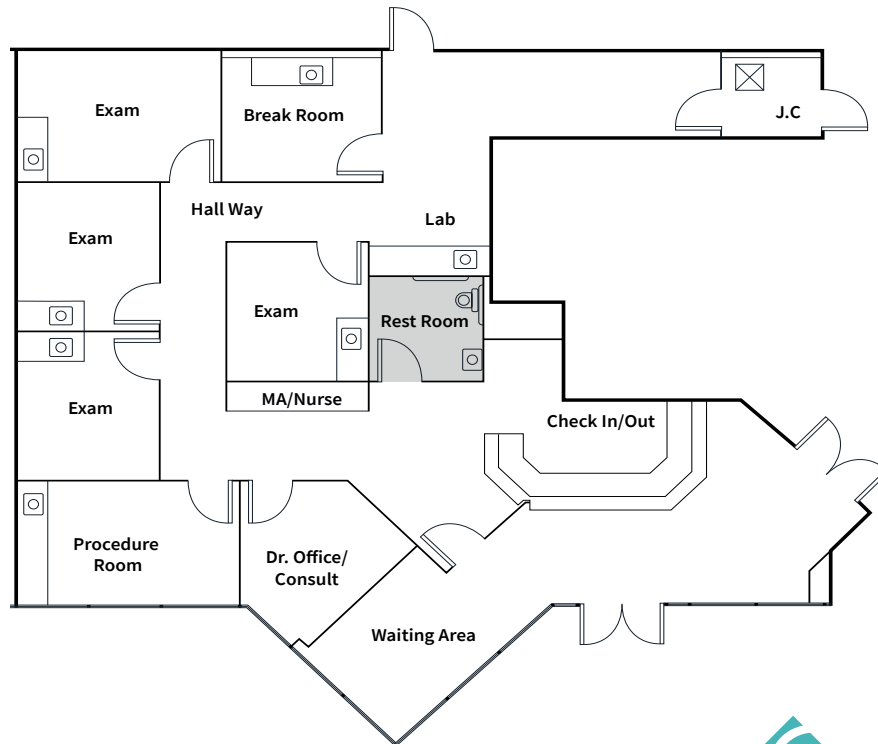 Exam
Break Room
J.C
Hall Way
Lab
Exam
Exam
Rest Room
MA/Nurse
Exam
Check In/Out
Procedure
Room
Dr. Office/
Consult
Waiting Area